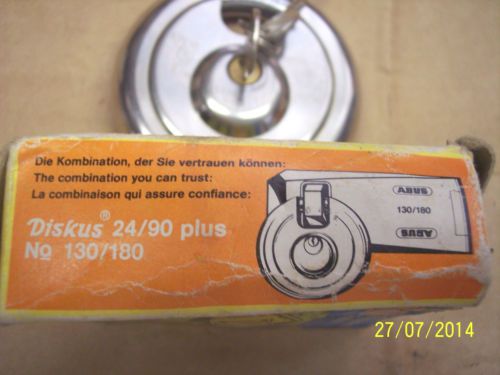 Die Kombination, der Sie vertrauen können:
The combination you can trust:
La combinaison qui assure confiance:
Diskus® 24/90 plus
No 130/180
ABUS
130/180
ABUS
27/07/2014